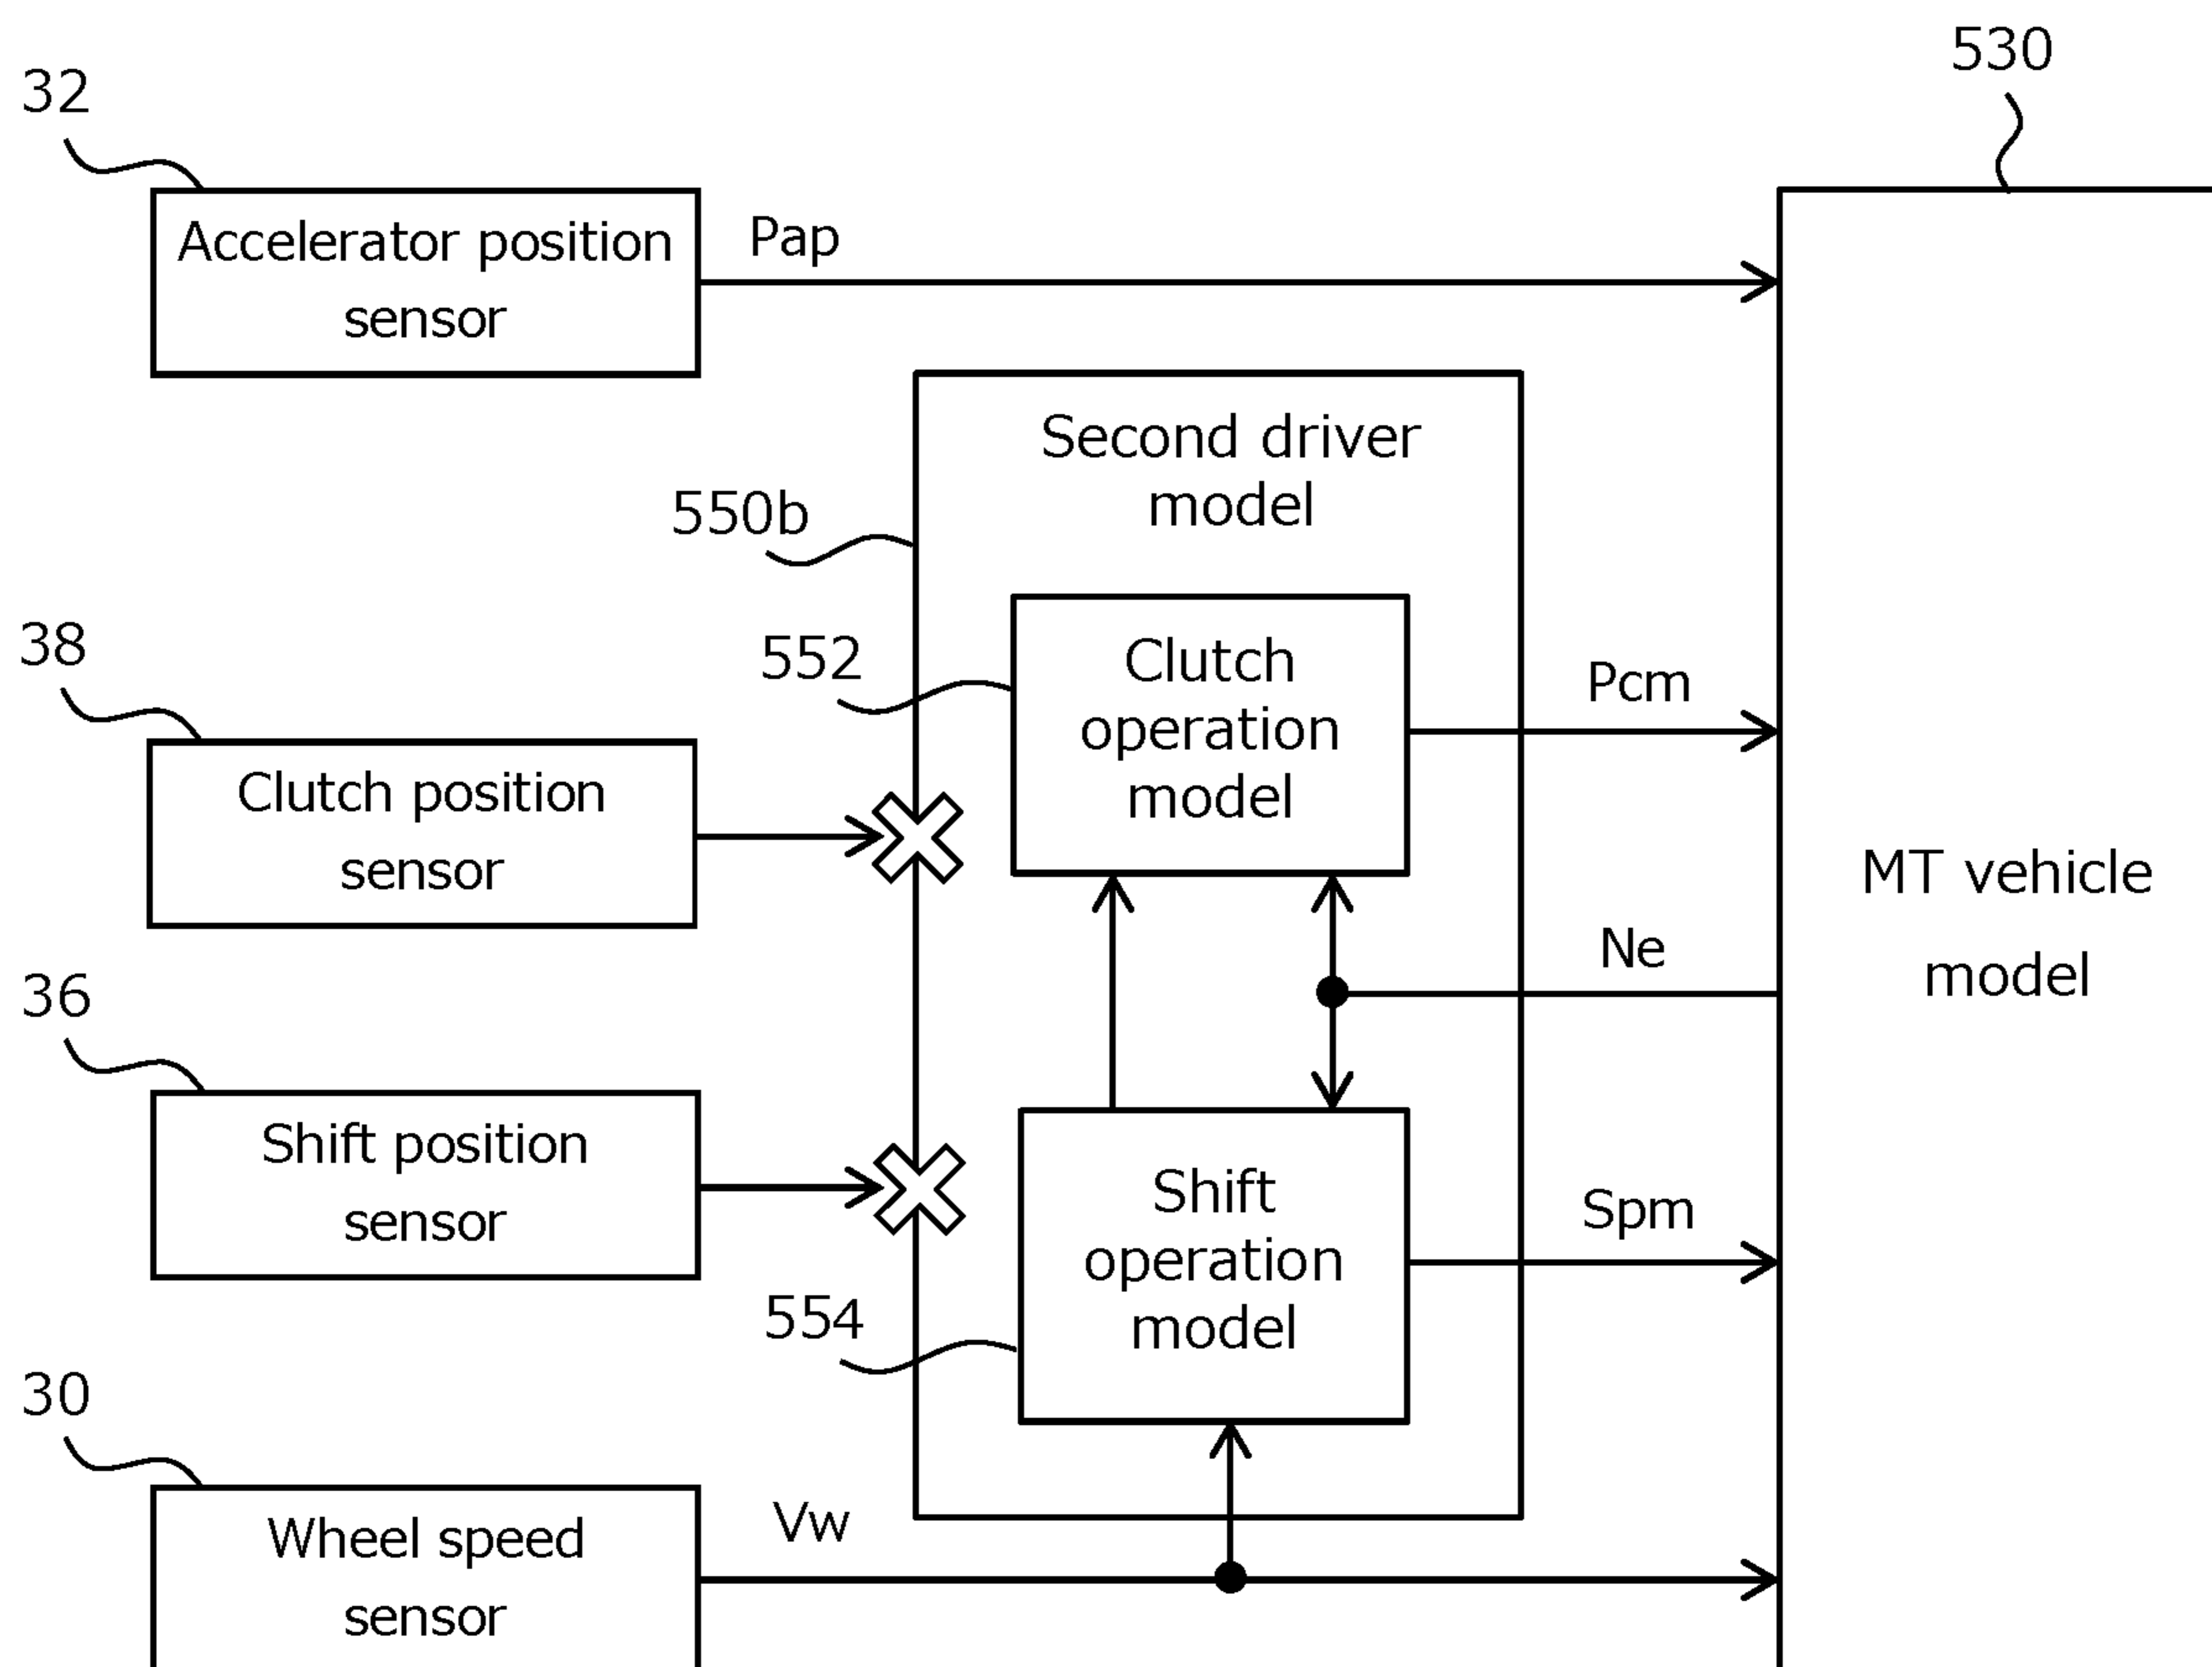 530
32
Accelerator position
sensor
Pap
Second driver
model
550b
38
552
Clutch
operation
model
Pcm
Clutch position
sensor
MT vehicle
model
Ne
36
Shift position
sensor
Shift
operation
model
Spm
554
30
Wheel speed
sensor
Vw